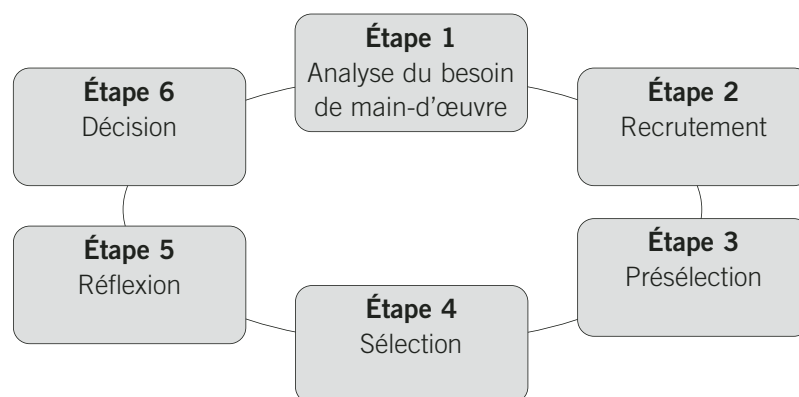 Étape 1
Analyse du besoin
de main-d'œuvre
Étape 2
Recrutement
Étape 3
Présélection
Étape 4
Sélection
Étape 5
Réflexion
Étape 6
Décision